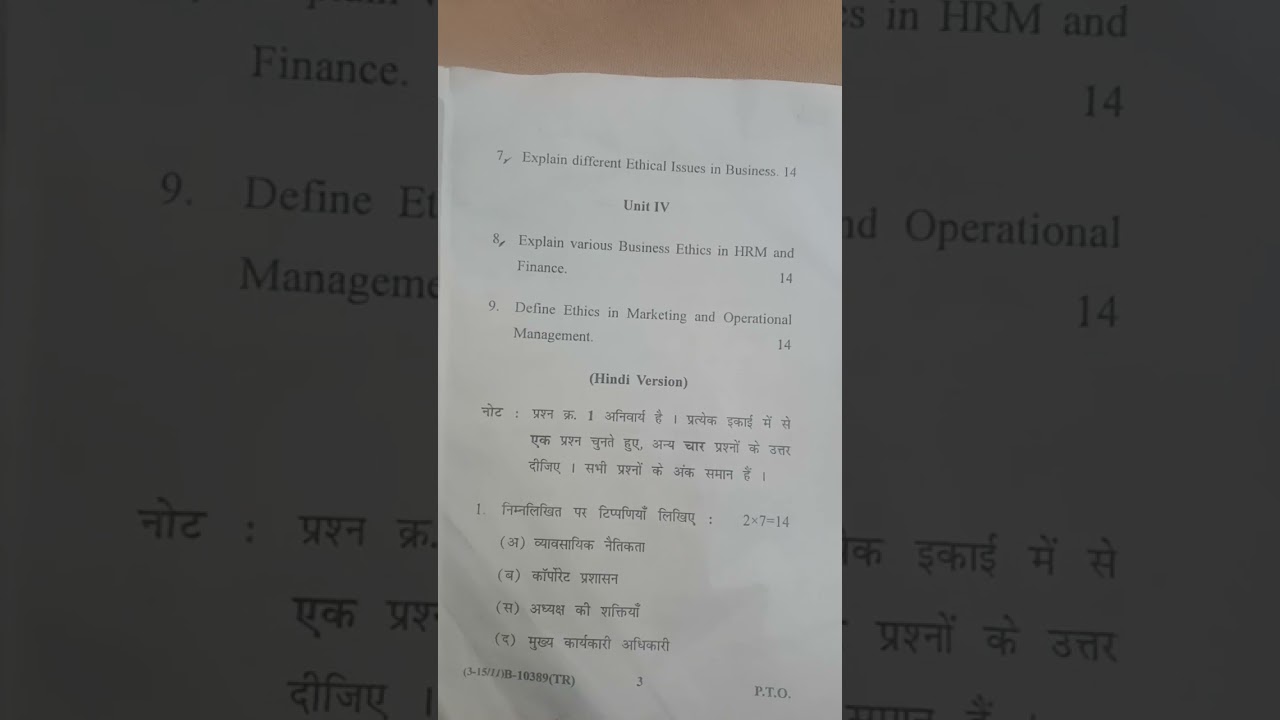 7. Explain different Ethical Issues in Business. 14
Unit IV
8. Explain various Business Ethics in HRM and
Finance. 14
9. Define Ethics in Marketing and Operational
Management. 14
(Hindi Version)
नोट : प्रश्न क्र. 1 अनिवार्य है । प्रत्येक इकाई में से
एक प्रश्न चुनते हुए, अन्य चार प्रश्नों के उत्तर
दीजिए । सभी प्रश्नों के अंक समान हैं ।
1. निम्नलिखित पर टिप्पणियाँ लिखिए : 2×7=14
(अ) व्यावसायिक नैतिकता
(ब) कॉर्पोरेट प्रशासन
(स) अध्यक्ष की शक्तियाँ
(द) मुख्य कार्यकारी अधिकारी
(3-15/11)B-10389(TR) 3 P.T.O.